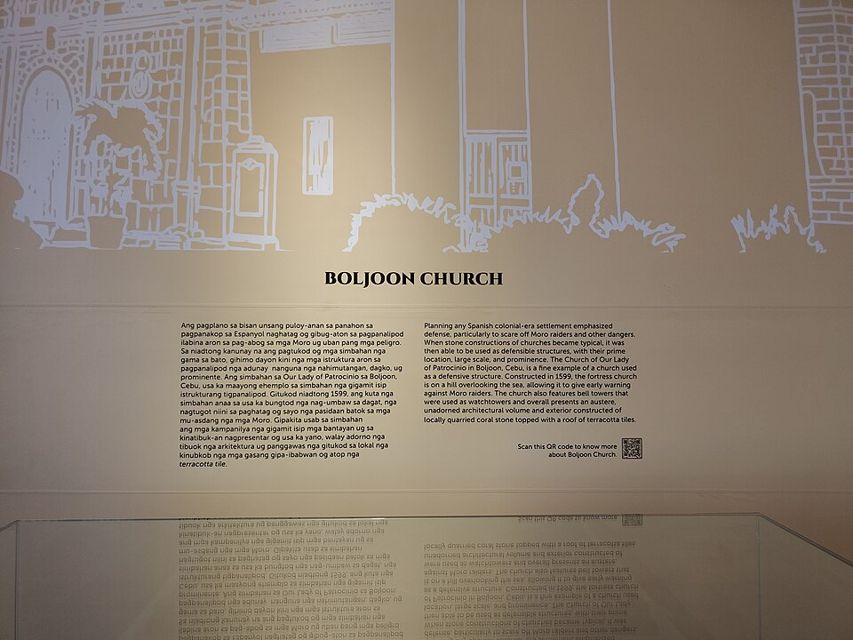 BOLJOON CHURCH
Ang pagplano sa bisan unsang puloy-anan sa panahon sa
pagpanakop sa Espanyol naghatag og gibug-aton sa pagpanalipod
ilabina aron sa pag-abog sa mga Moro ug uban pang mga peligro.
Sa niadtong kanunay na ang pagtukod og mga simbahan nga
gama sa bato, gihimo dayon kini nga mga istruktura aron sa
pagpanalipod nga adunay nanguna nga nahimutangan, dagko, ug
prominente. Ang simbahan sa Our Lady of Patrocinio sa Boljoon,
Cebu, usa ka maayong ehemplo sa simbahan nga gigamit isip
istrukturang tigpanalipod. Gitukod niadtong 1599, ang kuta nga
simbahan anaa sa usa ka bungtod nga nag-umbaw sa dagat, nga
nagtugot niini sa paghatag og sayo nga pasidaan batok sa mga
mu-asdang nga mga Moro. Gipakita usab sa simbahan
ang mga kampanilya nga gigamit isip mga bantayan ug sa
kinatibuk-an nagpresentar og usa ka yano, walay adorno nga
tibuok nga arkitektura ug panggawas nga gitukod sa lokal nga
kinubkob nga mga gasang gipa-ibabwan og atop nga
terracotta tile.
Planning any Spanish colonial-era settlement emphasized
defense, particularly to scare off Moro raiders and other dangers.
When stone constructions of churches became typical, it was
then able to be used as defensible structures, with their prime
location, large scale, and prominence. The Church of Our Lady
of Patrocinio in Boljoon, Cebu, is a fine example of a church used
as a defensive structure. Constructed in 1599, the fortress church
is on a hill overlooking the sea, allowing it to give early warning
against Moro raiders. The church also features bell towers that
were used as watchtowers and overall presents an austere,
unadorned architectural volume and exterior constructed of
locally quarried coral stone topped with a roof of terracotta tiles.
Scan this QR code to know more
about Boljoon Church.